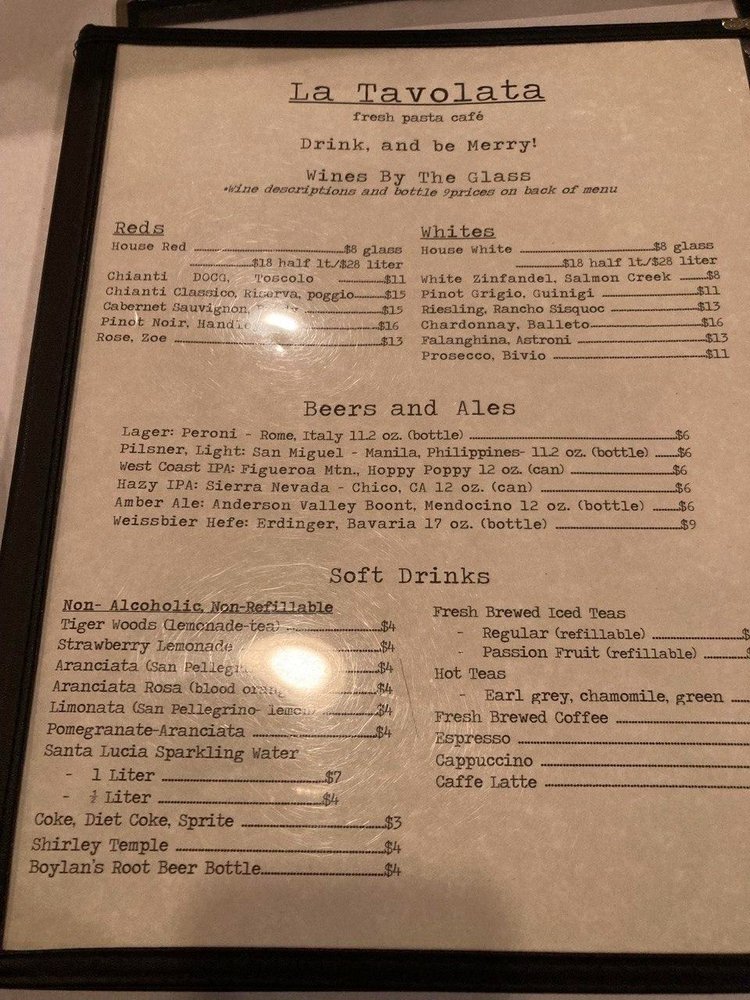 La Tavolata
fresh pasta café
Drink, and be Merry!
Wines By The Glass
*Wine descriptions and bottle 9prices on back of menu
Reds
House Red $8 glass
$18 half lt./$28 liter
Chianti DOCG, Toscolo $11
Chianti Classico, Riserva, poggio $15
Cabernet Sauvignon, $15
Pinot Noir, $16
Rose, Zoe $13
Whites
House White $8 glass
$18 half lt./$28 liter
White Zinfandel, Salmon Creek $8
Pinot Grigio, Guinigi $11
Riesling, Rancho Sisquoc $13
Chardonnay, Balleto $16
Falanghina, Astroni $13
Prosecco, Bivio $11
Beers and Ales
Lager: Peroni - Rome, Italy 11.2 oz. (bottle) $6
Pilsner, Light: San Miguel - Manila, Philippines- 11.2 oz. (bottle) $6
West Coast IPA: Figueroa Mtn., Hoppy Poppy 12 oz. (can) $6
Hazy IPA: Sierra Nevada - Chico, CA 12 oz. (can) $6
Amber Ale: Anderson Valley Boont, Mendocino 12 oz. (bottle) $6
Weissbier Hefe: Erdinger, Bavaria 17 oz. (bottle) $9
Soft Drinks
Non- Alcoholic, Non-Refillable
Tiger Woods (lemonade-tea) $4
Strawberry Lemonade $4
Aranciata (San $4
Aranciata Rosa (blood $4
Limonata (San Pellegrino- lemon) $4
Pomegranate-Aranciata $4
Santa Lucia Sparkling Water
- 1 Liter $7
- ½ Liter $4
Coke, Diet Coke, Sprite $3
Shirley Temple $4
Boylan's Root Beer Bottle $4
Fresh Brewed Iced Teas
- Regular (refillable)
- Passion Fruit (refillable)
Hot Teas
- Earl grey, chamomile, green
Fresh Brewed Coffee
Espresso
Cappuccino
Caffe Latte